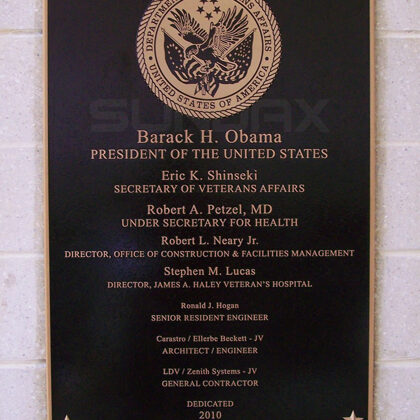 DEPARTMENT OF VETERANS AFFAIRS
UNITED STATES OF AMERICA
Barack H. Obama
PRESIDENT OF THE UNITED STATES
Eric K. Shinseki
SECRETARY OF VETERANS AFFAIRS
Robert A. Petzel, MD
UNDER SECRETARY FOR HEALTH
Robert L. Neary Jr.
DIRECTOR, OFFICE OF CONSTRUCTION & FACILITIES MANAGEMENT
Stephen M. Lucas
DIRECTOR, JAMES A. HALEY VETERAN'S HOSPITAL
Ronald J. Hogan
SENIOR RESIDENT ENGINEER
Carastro / Ellerbe Beckett - JV
ARCHITECT / ENGINEER
LDV / Zenith Systems - JV
GENERAL CONTRACTOR
DEDICATED
2010